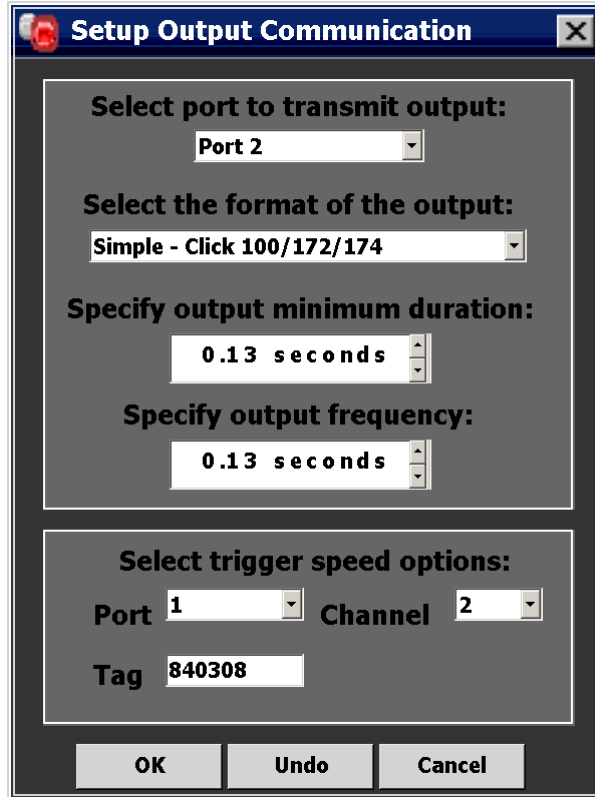 Setup Output Communication
Select port to transmit output:
Port 2
Select the format of the output:
Simple - Click 100/172/174
Specify output minimum duration:
0.13 seconds
Specify output frequency:
0.13 seconds
Select trigger speed options:
Port 1 Channel 2
Tag 840308
OK Undo Cancel